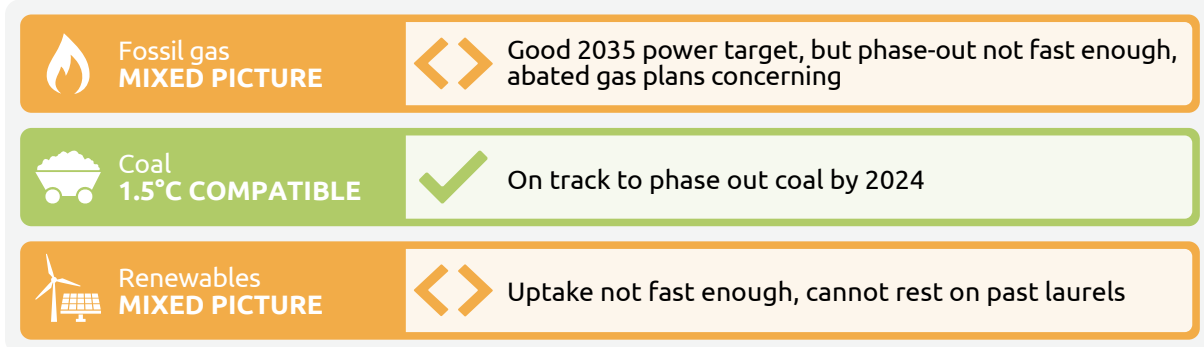 Fossil gas
MIXED PICTURE
Good 2035 power target, but phase-out not fast enough,
abated gas plans concerning
Coal
1.5°C COMPATIBLE
On track to phase out coal by 2024
Renewables
MIXED PICTURE
Uptake not fast enough, cannot rest on past laurels